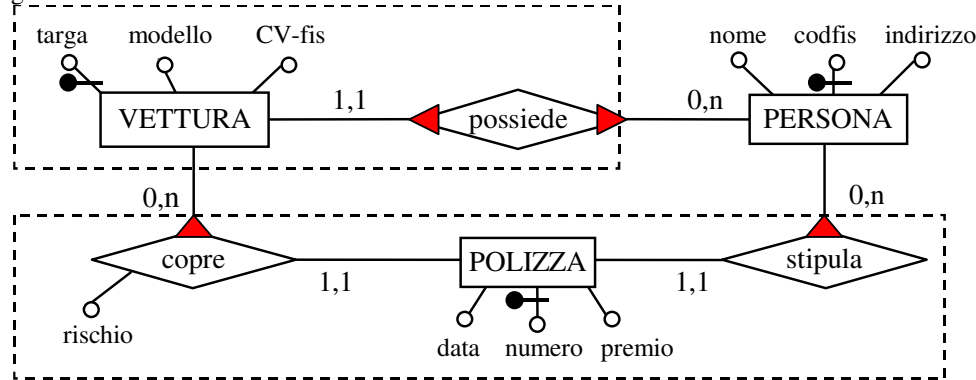 targa modello CV-fis
nome codfis indirizzo
VETTURA 1,1 possiede 0,n PERSONA
0,n 0,n
copre 1,1 POLIZZA 1,1 stipula
rischio
data numero premio